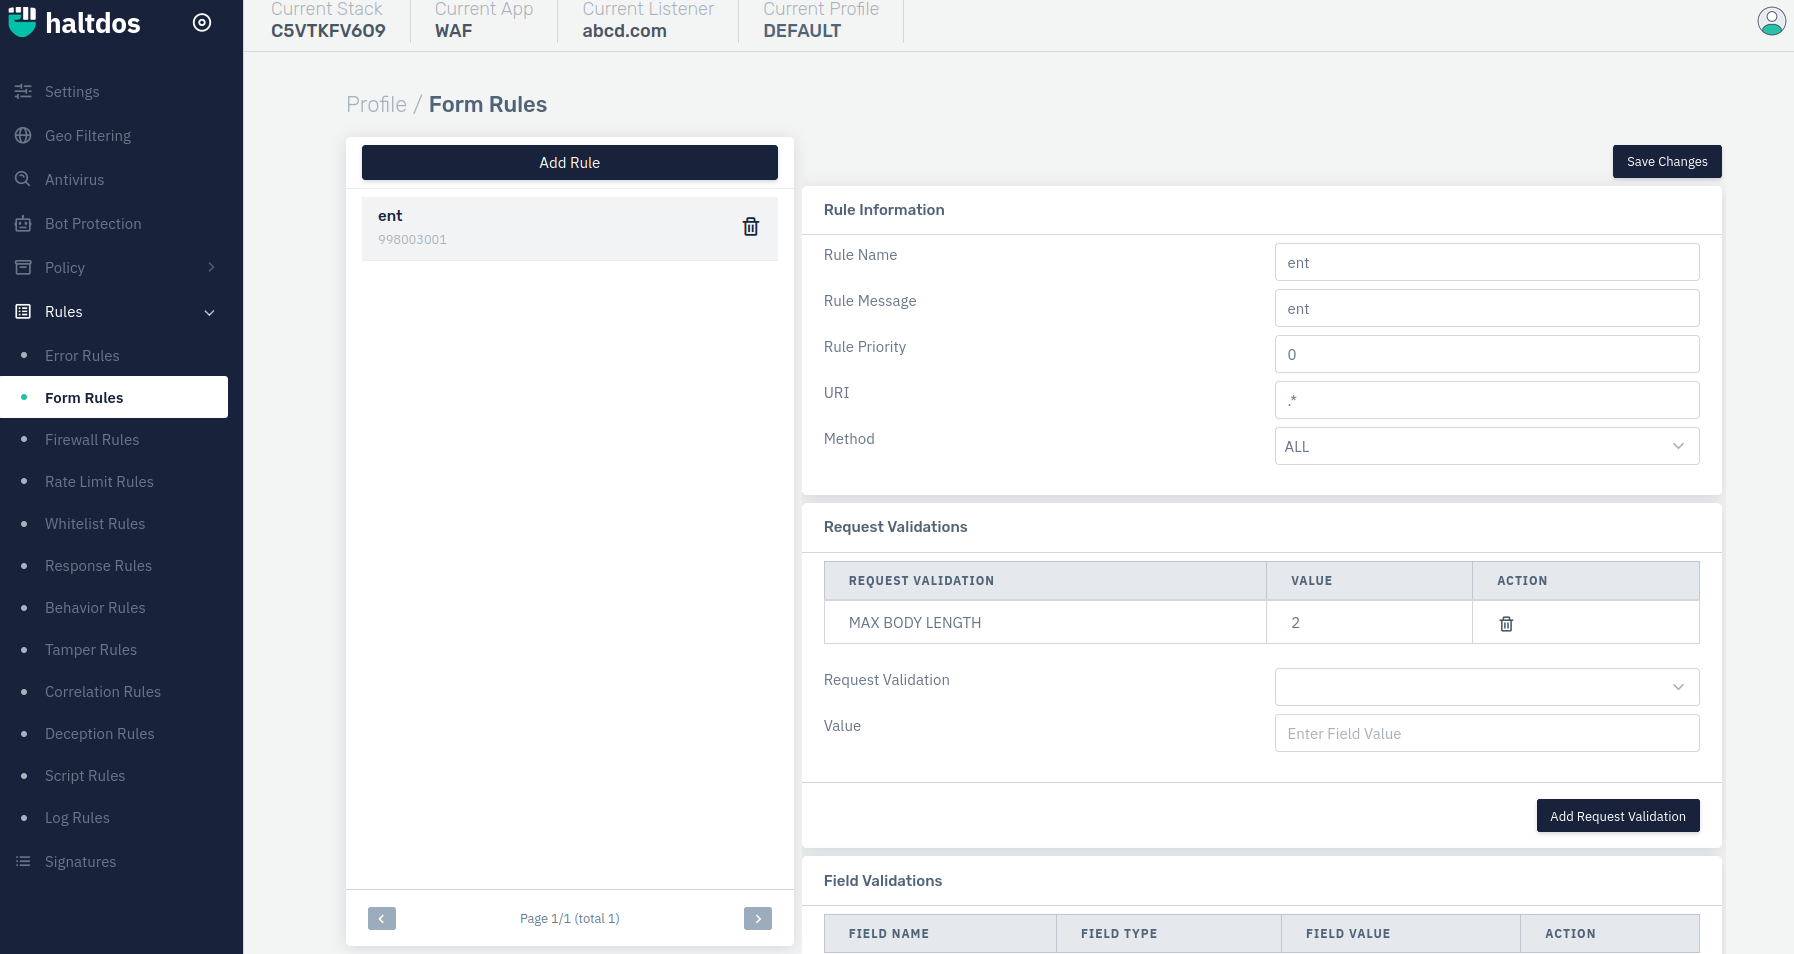 haltdos
Current Stack
C5VTKFV6O9
Current App
WAF
Current Listener
abcd.com
Current Profile
DEFAULT
Settings
Geo Filtering
Antivirus
Bot Protection
Policy
Rules
Error Rules
Form Rules
Firewall Rules
Rate Limit Rules
Whitelist Rules
Response Rules
Behavior Rules
Tamper Rules
Correlation Rules
Deception Rules
Script Rules
Log Rules
Signatures
Profile / Form Rules
Add Rule
ent
998003001
Page 1/1 (total 1)
Save Changes
Rule Information
Rule Name ent
Rule Message ent
Rule Priority 0
URI .*
Method ALL
Request Validations
REQUEST VALIDATION VALUE ACTION
MAX BODY LENGTH 2
Request Validation
Value Enter Field Value
Add Request Validation
Field Validations
FIELD NAME FIELD TYPE FIELD VALUE ACTION